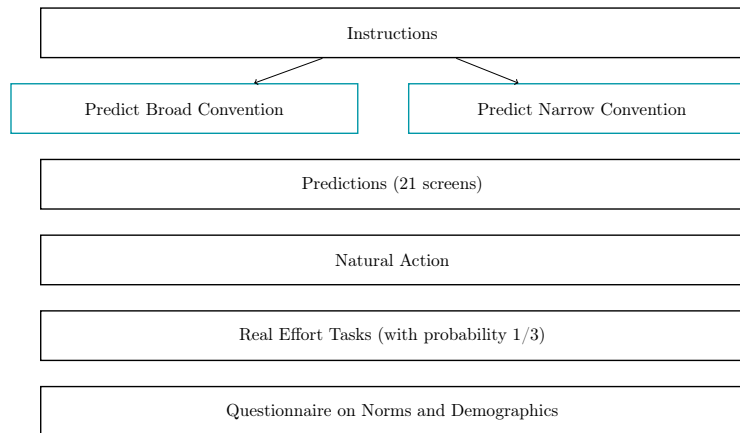 Instructions
Predict Broad Convention
Predict Narrow Convention
Predictions (21 screens)
Natural Action
Real Effort Tasks (with probability 1/3)
Questionnaire on Norms and Demographics